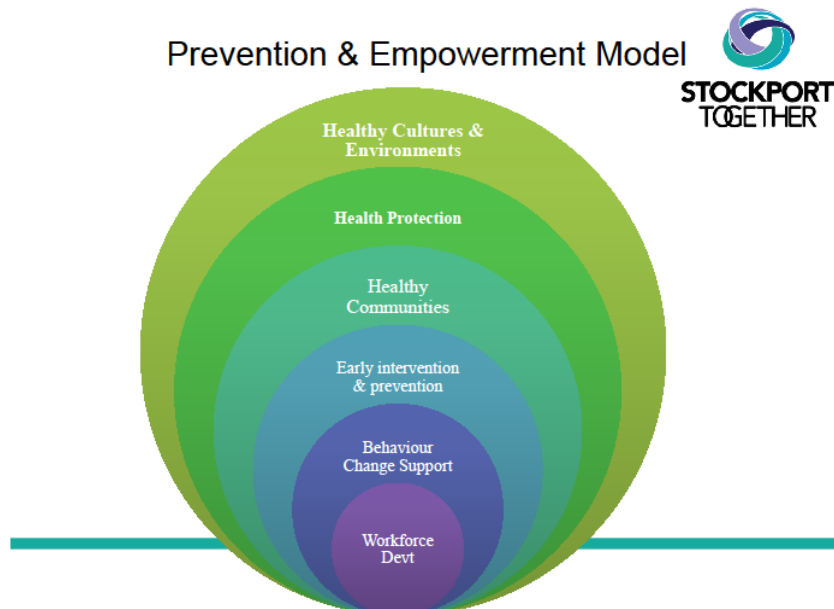 Prevention & Empowerment Model
STOCKPORT
TOGETHER
Healthy Cultures &
Environments
Health Protection
Healthy
Communities
Early intervention
& prevention
Behaviour
Change Support
Workforce
Devt